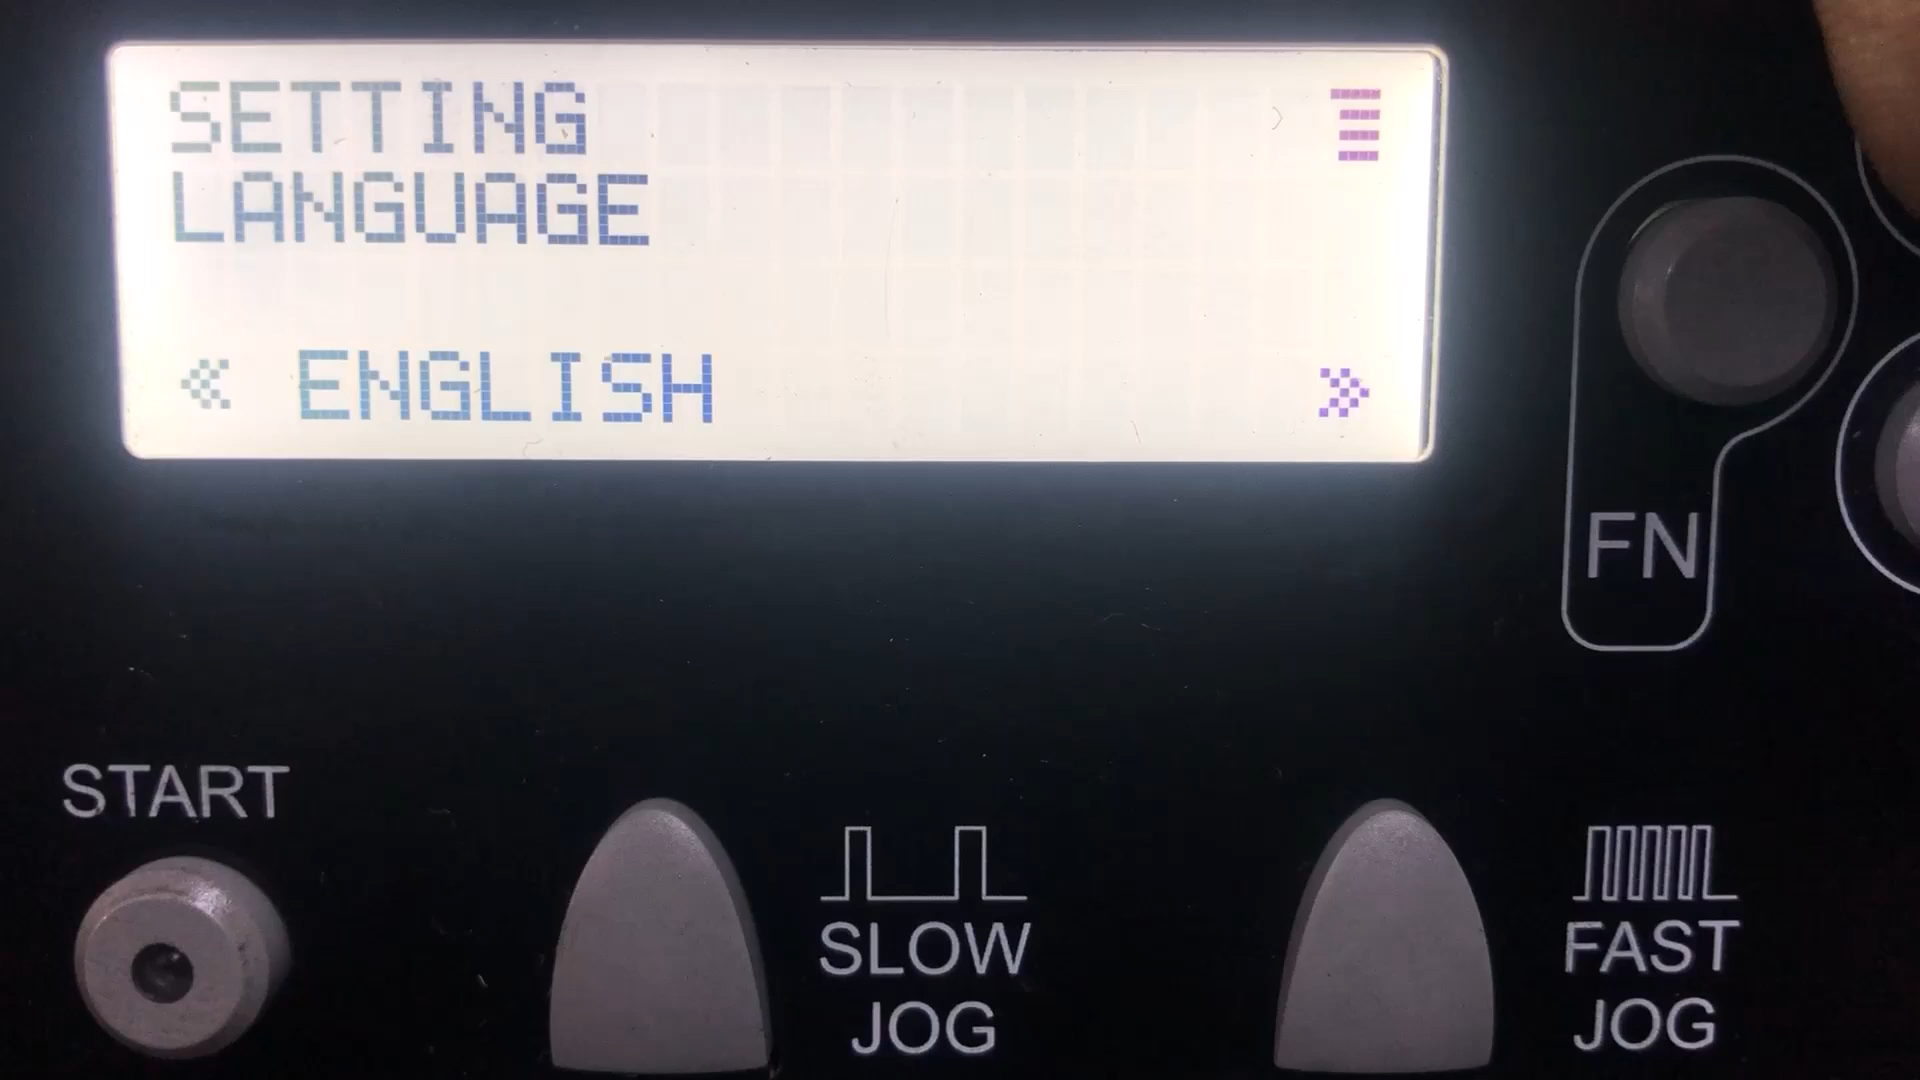 SETTING
LANGUAGE
« ENGLISH »
FN
START
SLOW
JOG
FAST
JOG